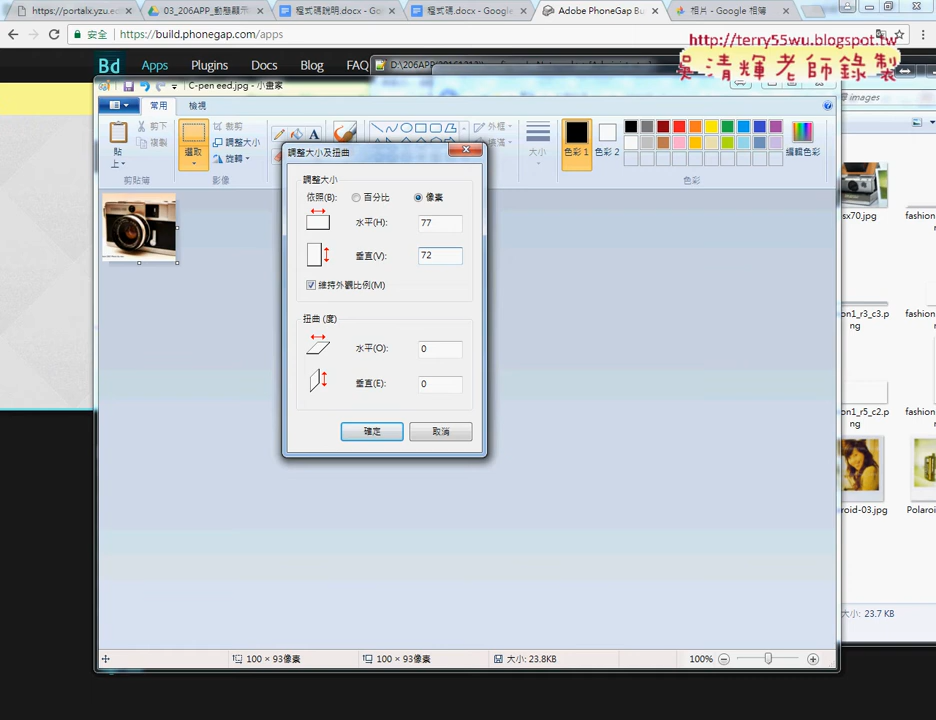 https://portalx.yzu.ed
03_206APP_動態顯示
程式碼說明.docx - Go
程式碼.docx - Google
Adobe PhoneGap Bu
相片 - Google 相簿
安全 https://build.phonegap.com/apps
http://terry55wu.blogspot.tw
吳清輝老師錄製
Bd Apps Plugins Docs Blog FAQ
C-pen eed.jpg - 小畫家
images
常用 檢視
貼上 剪下 複製
選取 裁剪 調整大小 旋轉
外框
大小 色彩 1 色彩 2 編輯色彩
剪貼簿 影像 色彩
調整大小及扭曲
調整大小
依照(B): 百分比 像素
水平(H): 77
垂直(V): 72
維持外觀比例(M)
扭曲 (度)
水平(O): 0
垂直(E): 0
確定 取消
sx70.jpg fashion
on1_r3_c3.png fashion
on1_r5_c2.png fashion
roid-03.jpg Polaroid
大小: 23.7 KB
100 × 93像素 100 × 93像素 大小: 23.8KB 100%